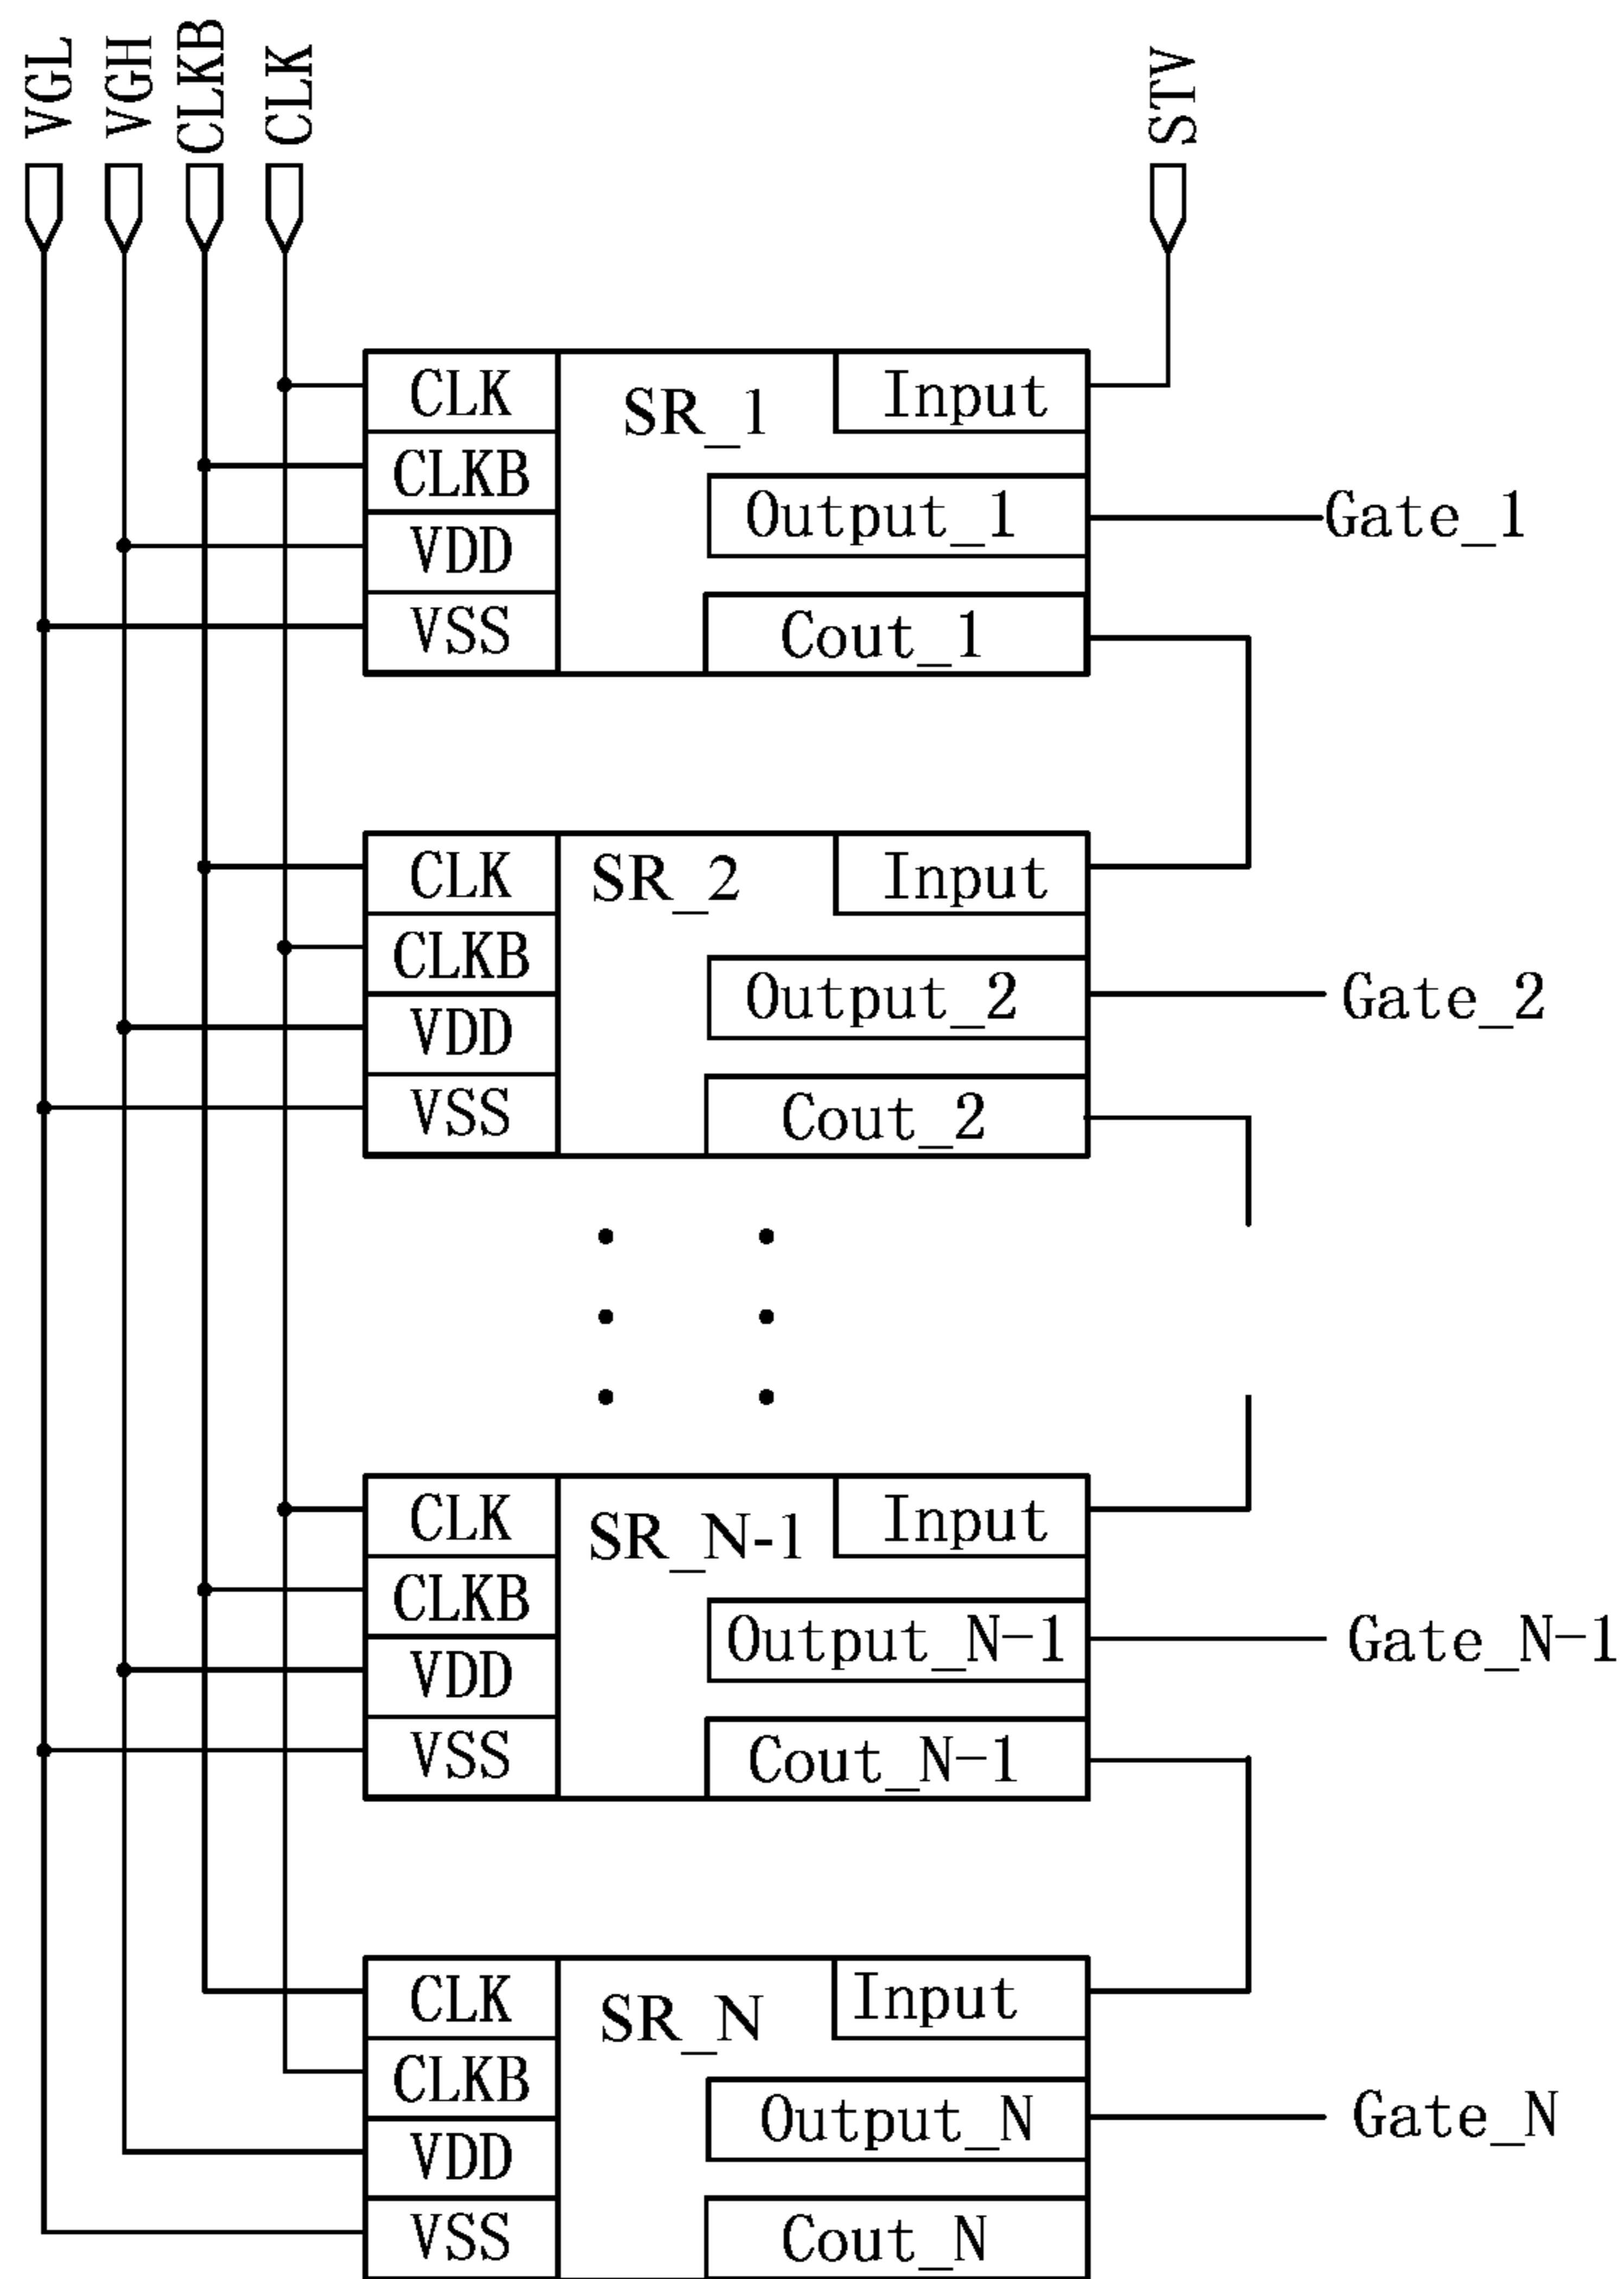 VGL
VGH
CLKB
CLK
STV
CLK
SR_1
Input
CLKB
Output_1
Gate_1
VDD
VSS
Cout_1
CLK
SR_2
Input
CLKB
Output_2
Gate_2
VDD
VSS
Cout_2
CLK
SR_N-1
Input
CLKB
Output_N-1
Gate_N-1
VDD
VSS
Cout_N-1
CLK
SR_N
Input
CLKB
Output_N
Gate_N
VDD
VSS
Cout_N